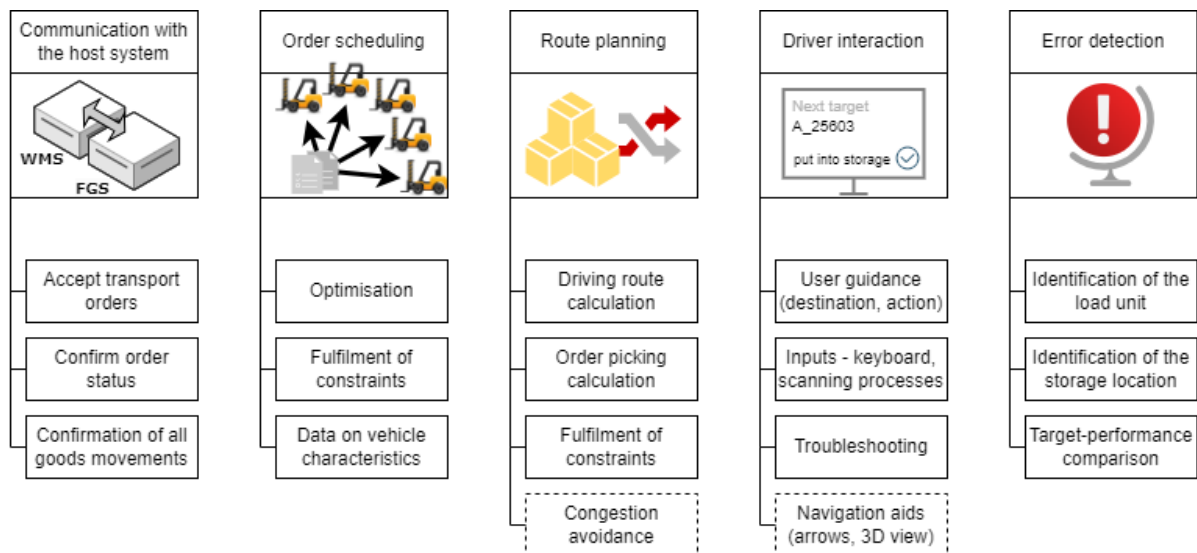 Communication with
the host system
WMS
FGS
Accept transport
orders
Confirm order
status
Confirmation of all
goods movements
Order scheduling
Optimisation
Fulfilment of
constraints
Data on vehicle
characteristics
Route planning
Driving route
calculation
Order picking
calculation
Fulfilment of
constraints
Congestion
avoidance
Driver interaction
Next target
A_25603
put into storage
User guidance
(destination, action)
Inputs - keyboard,
scanning processes
Troubleshooting
Navigation aids
(arrows, 3D view)
Error detection
Identification of the
load unit
Identification of the
storage location
Target-performance
comparison